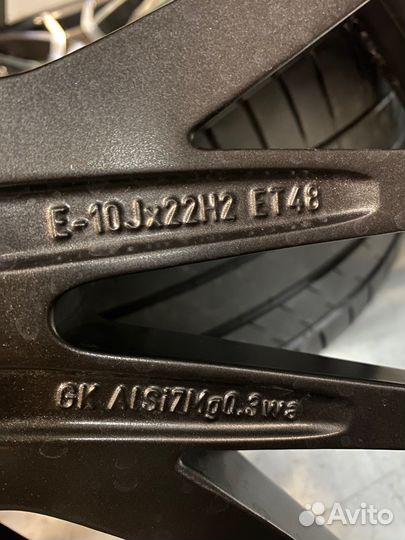 E-10Jx22H2 ET48
GK AlSi7Mg0.3wa
Avito